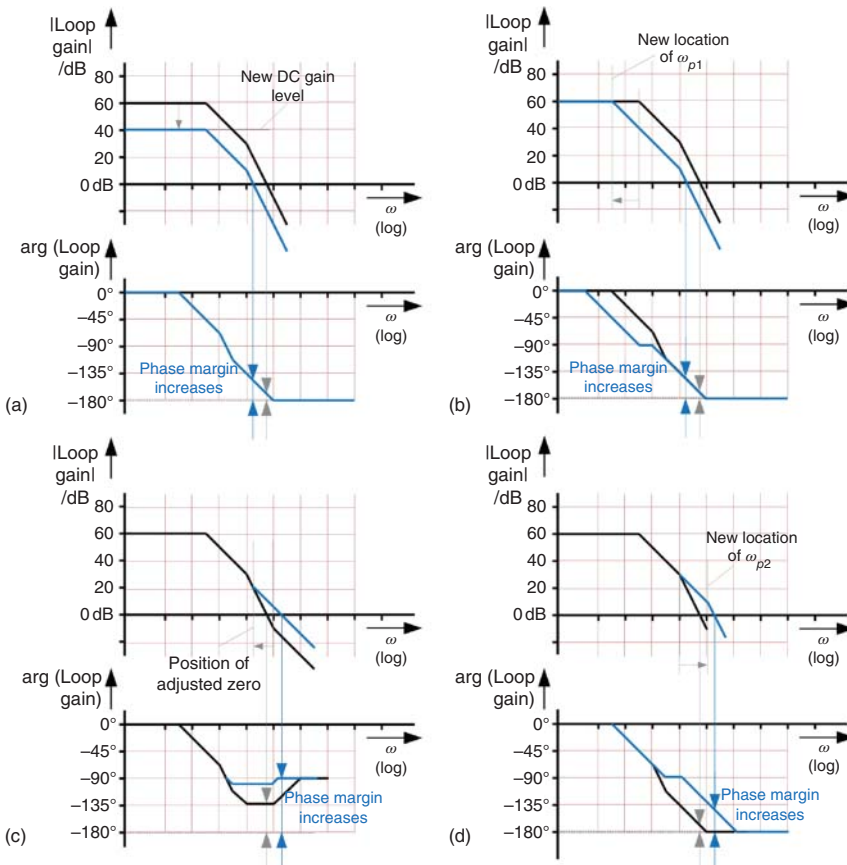 |Loop
gain|
/dB
80
60
40
20
0 dB
New DC gain
level
ω
(log)
arg (Loop
gain)
0°
–45°
–90°
–135°
–180°
Phase margin
increases
ω
(log)
(a)
|Loop
gain|
/dB
80
60
40
20
0 dB
New location
of ωp1
ω
(log)
arg (Loop
gain)
0°
–45°
–90°
–135°
–180°
Phase margin
increases
ω
(log)
(b)
|Loop
gain|
/dB
80
60
40
20
0 dB
ω
(log)
Position of
adjusted zero
arg (Loop
gain)
0°
–45°
–90°
–135°
–180°
ω
(log)
Phase margin
increases
(c)
|Loop
gain|
/dB
80
60
40
20
0 dB
New location
of ωp2
ω
(log)
arg (Loop
gain)
0°
–45°
–90°
–135°
–180°
ω
(log)
Phase margin
increases
(d)